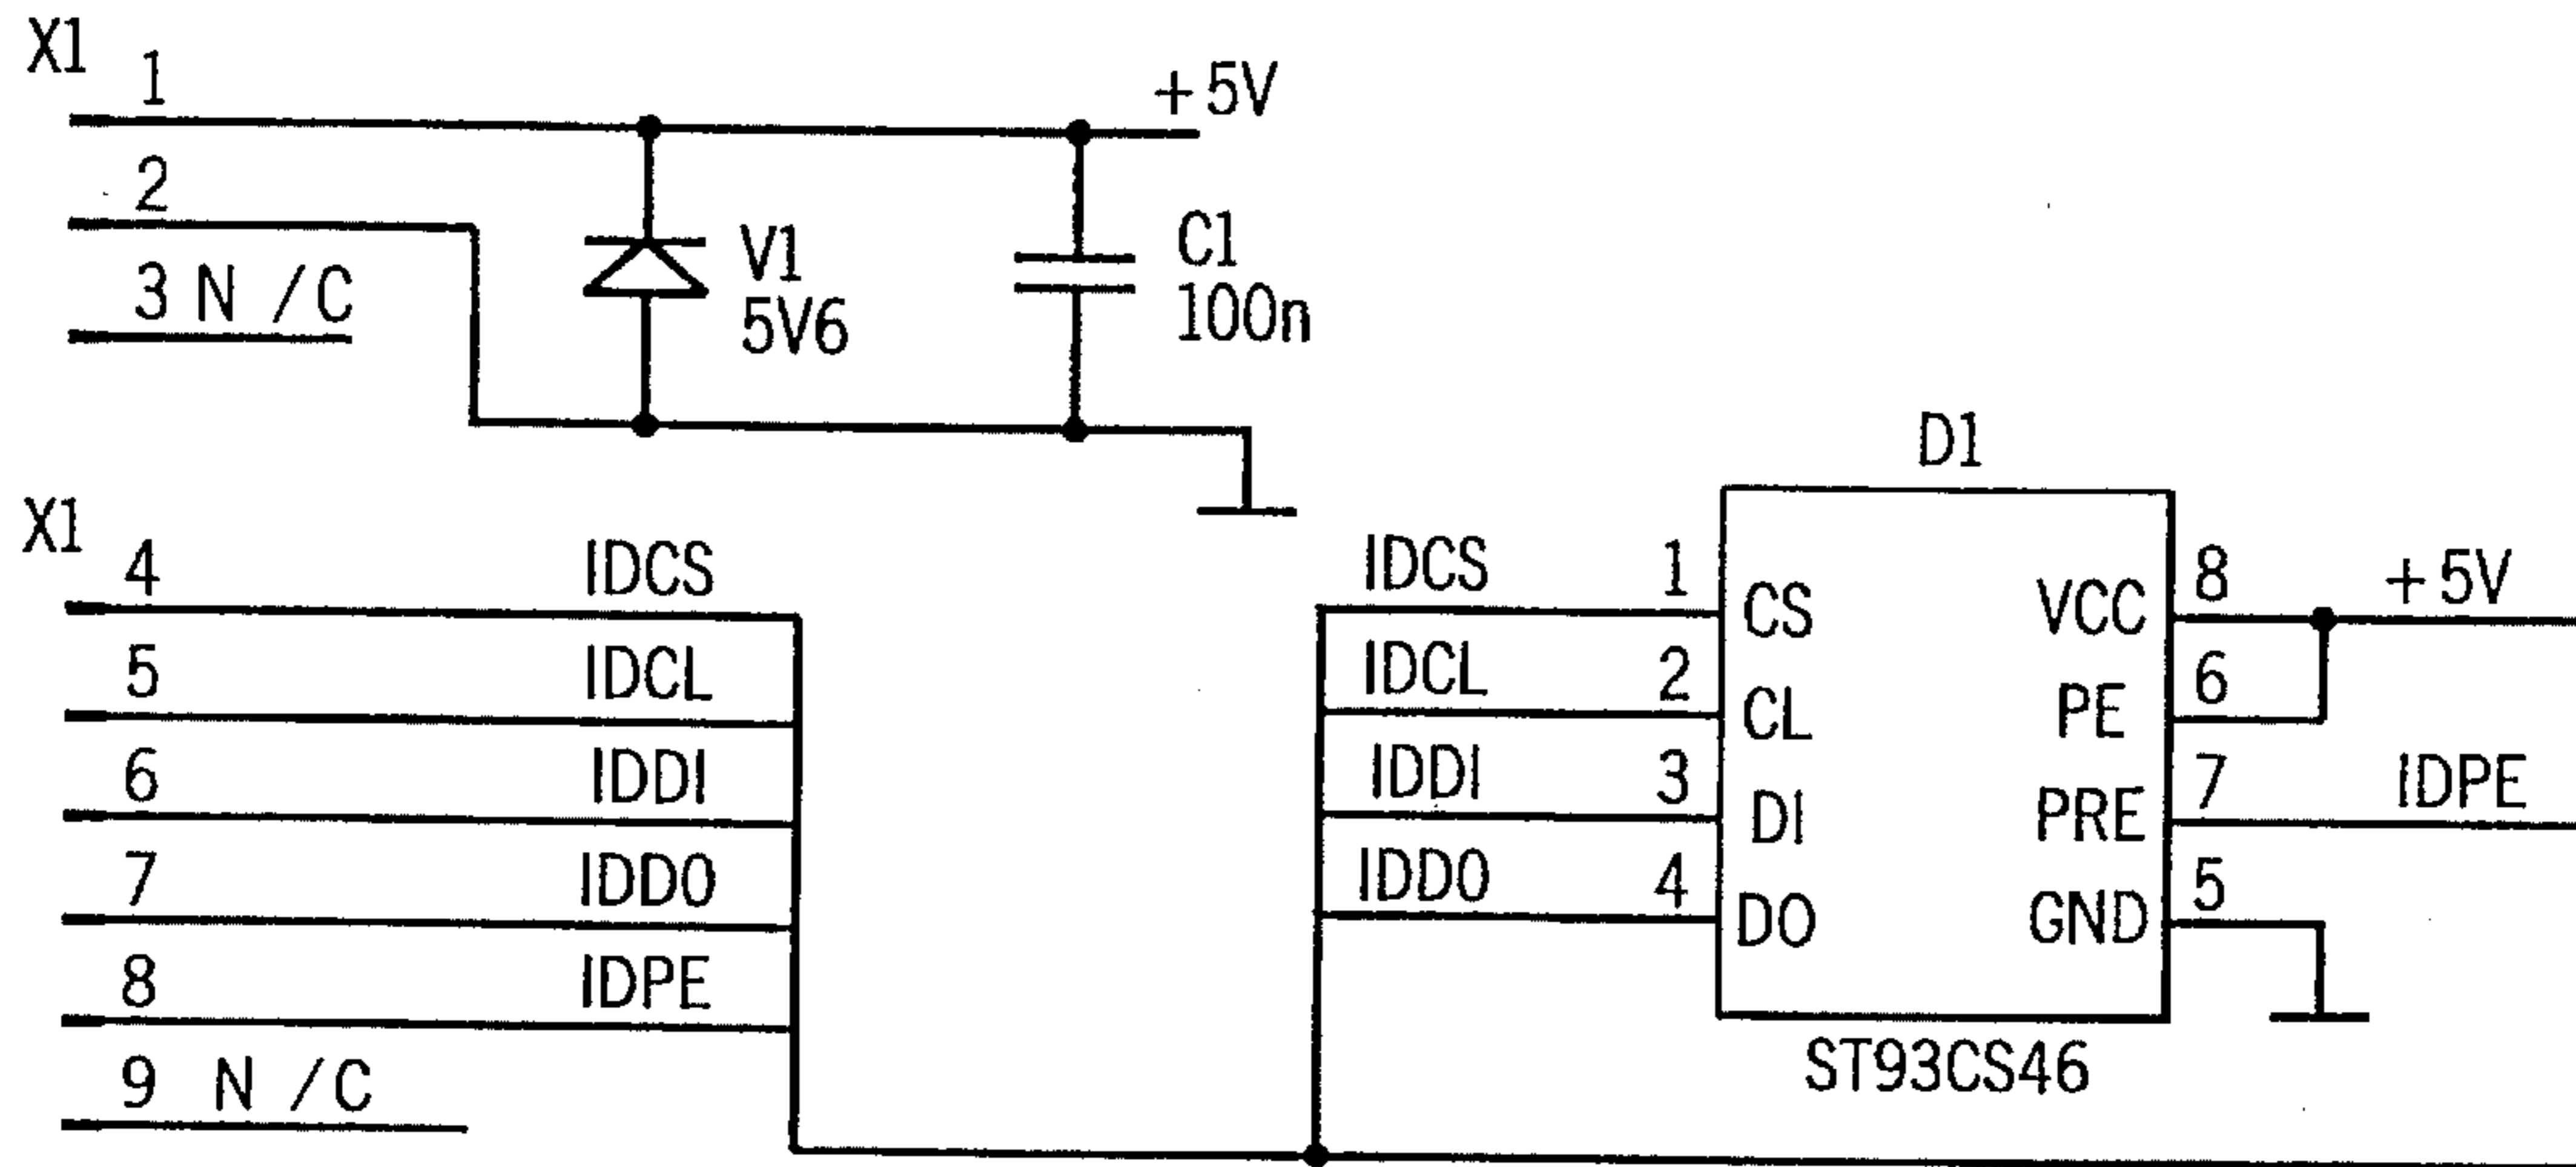 X1
1
+5V
2
3 N /C
V1
5V6
C1
100n
X1
4 IDCS
5 IDCL
6 IDDI
7 IDDO
8 IDPE
9 N /C
D1
IDCS 1 CS VCC 8 +5V
IDCL 2 CL PE 6
IDDI 3 DI PRE 7 IDPE
IDDO 4 DO GND 5
ST93CS46